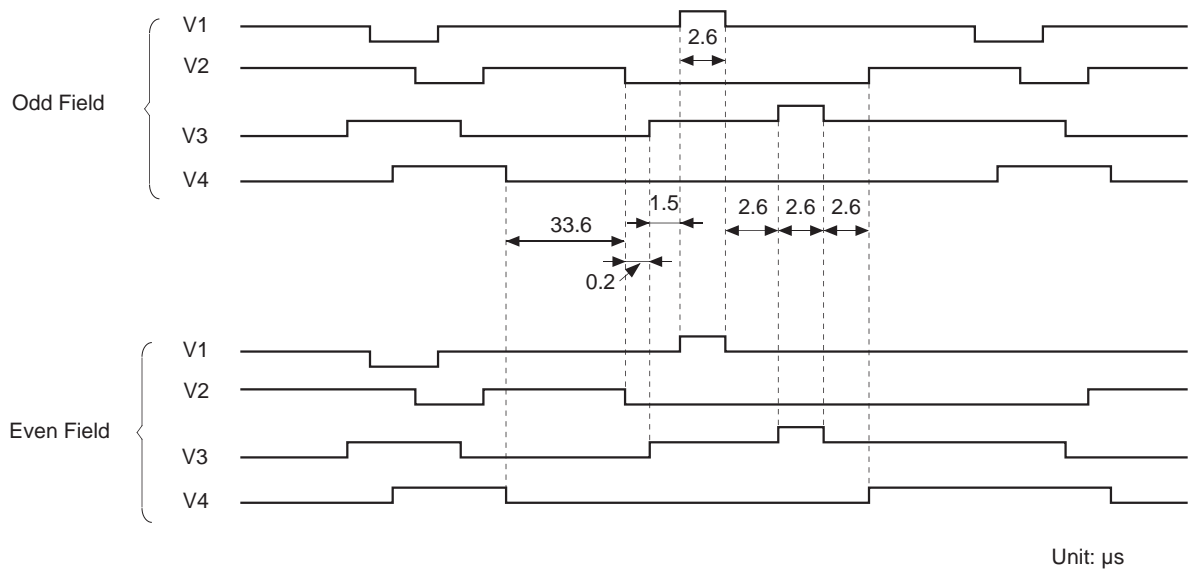 V1
2.6
V2
Odd Field
V3
V4
1.5
2.6 2.6 2.6
33.6
0.2
V1
V2
Even Field
V3
V4
Unit: µs